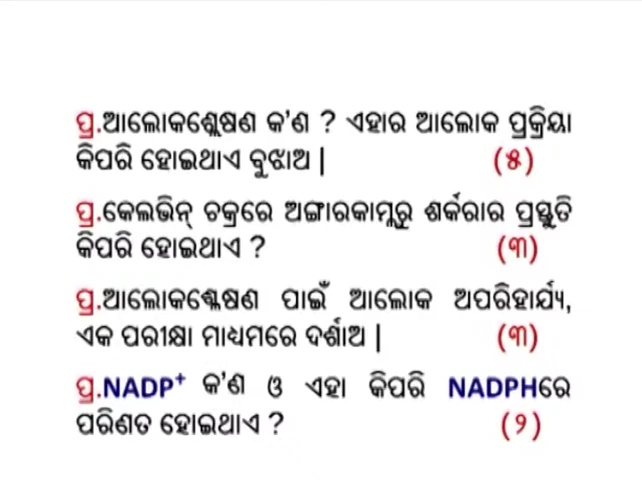 ପ୍ର.ଆଲୋକଶ୍ଳେଷଣ କ'ଣ ? ଏହାର ଆଲୋକ ପ୍ରକ୍ରିୟା
କିପରି ହୋଇଥାଏ ବୁଝାଅ | (୫)
ପ୍ର.କେଲଭିନ୍ ଚକ୍ରରେ ଅଙ୍ଗାରକାମ୍ଳରୁ ଶର୍କରାର ପ୍ରସ୍ତୁତି
କିପରି ହୋଇଥାଏ ? (୩)
ପ୍ର.ଆଲୋକଶ୍ଳେଷଣ ପାଇଁ ଆଲୋକ ଅପରିହାର୍ଯ୍ୟ,
ଏକ ପରୀକ୍ଷା ମାଧ୍ୟମରେ ଦର୍ଶାଅ | (୩)
ପ୍ର.NADP⁺ କ'ଣ ଓ ଏହା କିପରି NADPHରେ
ପରିଣତ ହୋଇଥାଏ ? (୨)